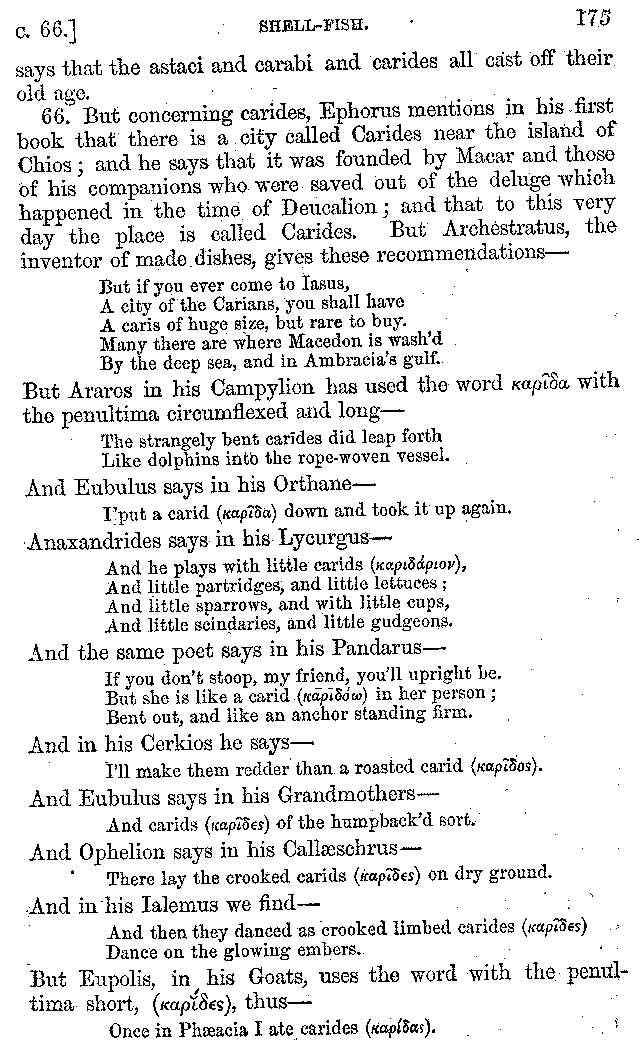 c. 66.] SHELL-FISH. 175
says that the astaci and carabi and carides all cast off their
old age.
66. But concerning carides, Ephorus mentions in his first
book that there is a city called Carides near the island of
Chios; and he says that it was founded by Macar and those
of his companions who were saved out of the deluge which
happened in the time of Deucalion; and that to this very
day the place is called Carides. But Archestratus, the
inventor of made dishes, gives these recommendations—
But if you ever come to Iasus,
A city of the Carians, you shall have
A caris of huge size, but rare to buy.
Many there are where Macedon is wash'd
By the deep sea, and in Ambracia's gulf.
But Araros in his Campylion has used the word καρῖδα with
the penultima circumflexed and long—
The strangely bent carīdes did leap forth
Like dolphins into the rope-woven vessel.
And Eubulus says in his Orthane—
I put a carid (καρῖδα) down and took it up again.
Anaxandrides says in his Lycurgus—
And he plays with little carids (καριδάριον),
And little partridges, and little lettuces;
And little sparrows, and with little cups,
And little scindaries, and little gudgeons.
And the same poet says in his Pandarus—
If you don't stoop, my friend, you'll upright be.
But she is like a carid (κᾱρῑδόω) in her person;
Bent out, and like an anchor standing firm.
And in his Cerkios he says—
I'll make them redder than a roasted carid (καρῖδος).
And Eubulus says in his Grandmothers—
And carids (καρῖδες) of the humpback'd sort.
And Ophelion says in his Callæschrus—
There lay the crooked carids (καρῖδες) on dry ground.
And in his Ialemus we find—
And then they danced as crooked limbed carides (καρῖδες)
Dance on the glowing embers.
But Eupolis, in his Goats, uses the word with the penul-
tima short, (καρῐ́δες), thus—
Once in Phæacia I ate carides (καρίδας).